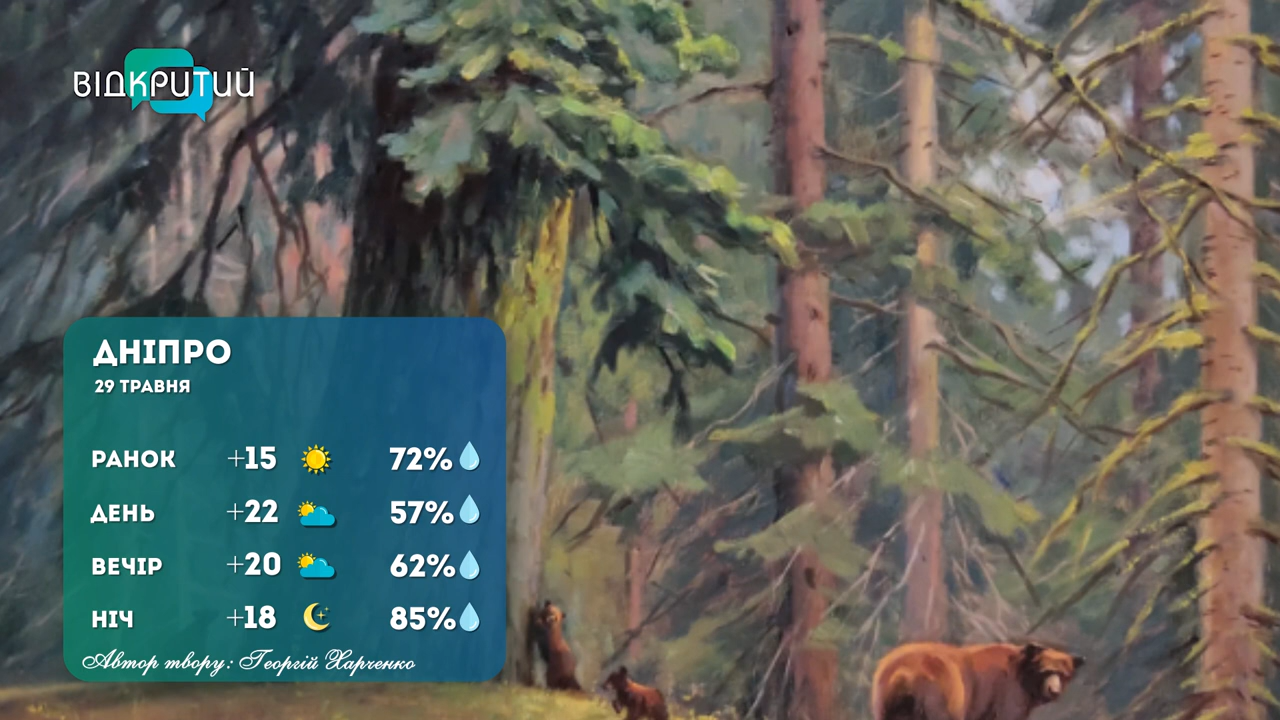 ВІДКРИТИЙ
ДНІПРО
29 ТРАВНЯ
РАНОК +15 72%
ДЕНЬ +22 57%
ВЕЧІР +20 62%
НІЧ +18 85%
Автор твору: Георгій Харченко